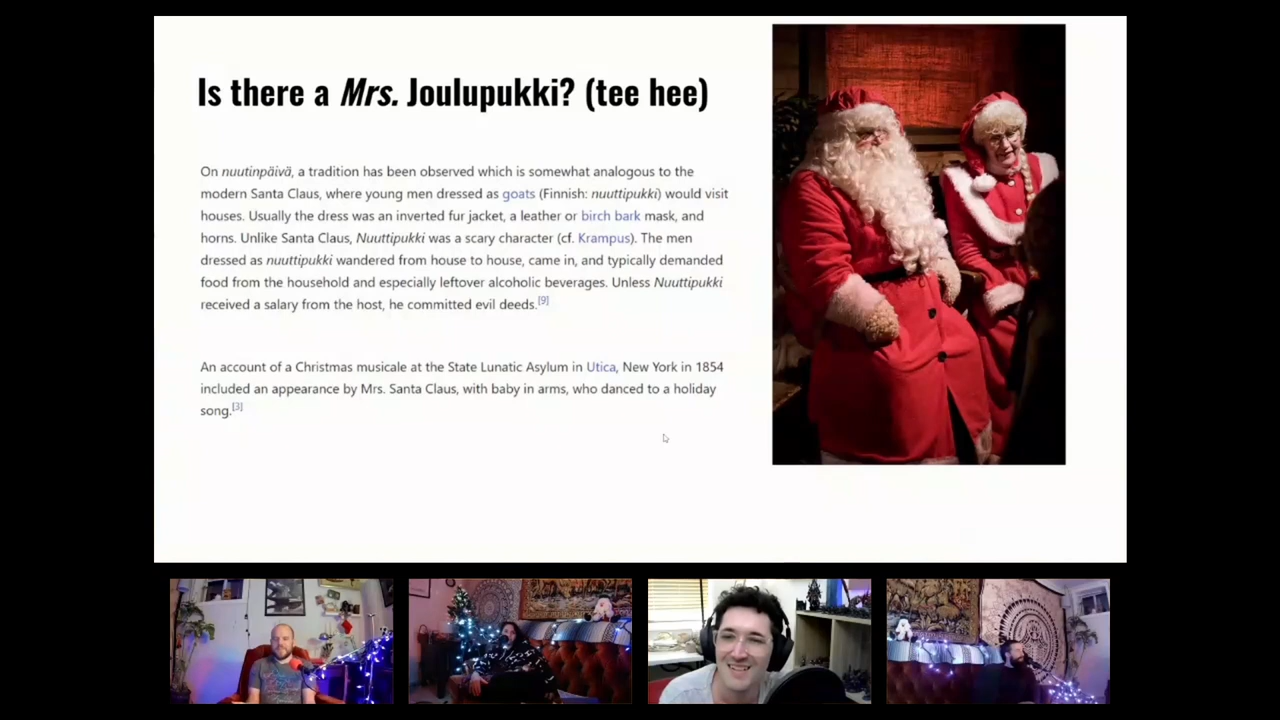 Is there a Mrs. Joulupukki? (tee hee)
On nuutinpäivä, a tradition has been observed which is somewhat analogous to the
modern Santa Claus, where young men dressed as goats (Finnish: nuuttipukki) would visit
houses. Usually the dress was an inverted fur jacket, a leather or birch bark mask, and
horns. Unlike Santa Claus, Nuuttipukki was a scary character (cf. Krampus). The men
dressed as nuuttipukki wandered from house to house, came in, and typically demanded
food from the household and especially leftover alcoholic beverages. Unless Nuuttipukki
received a salary from the host, he committed evil deeds.[9]
An account of a Christmas musicale at the State Lunatic Asylum in Utica, New York in 1854
included an appearance by Mrs. Santa Claus, with baby in arms, who danced to a holiday
song.[3]